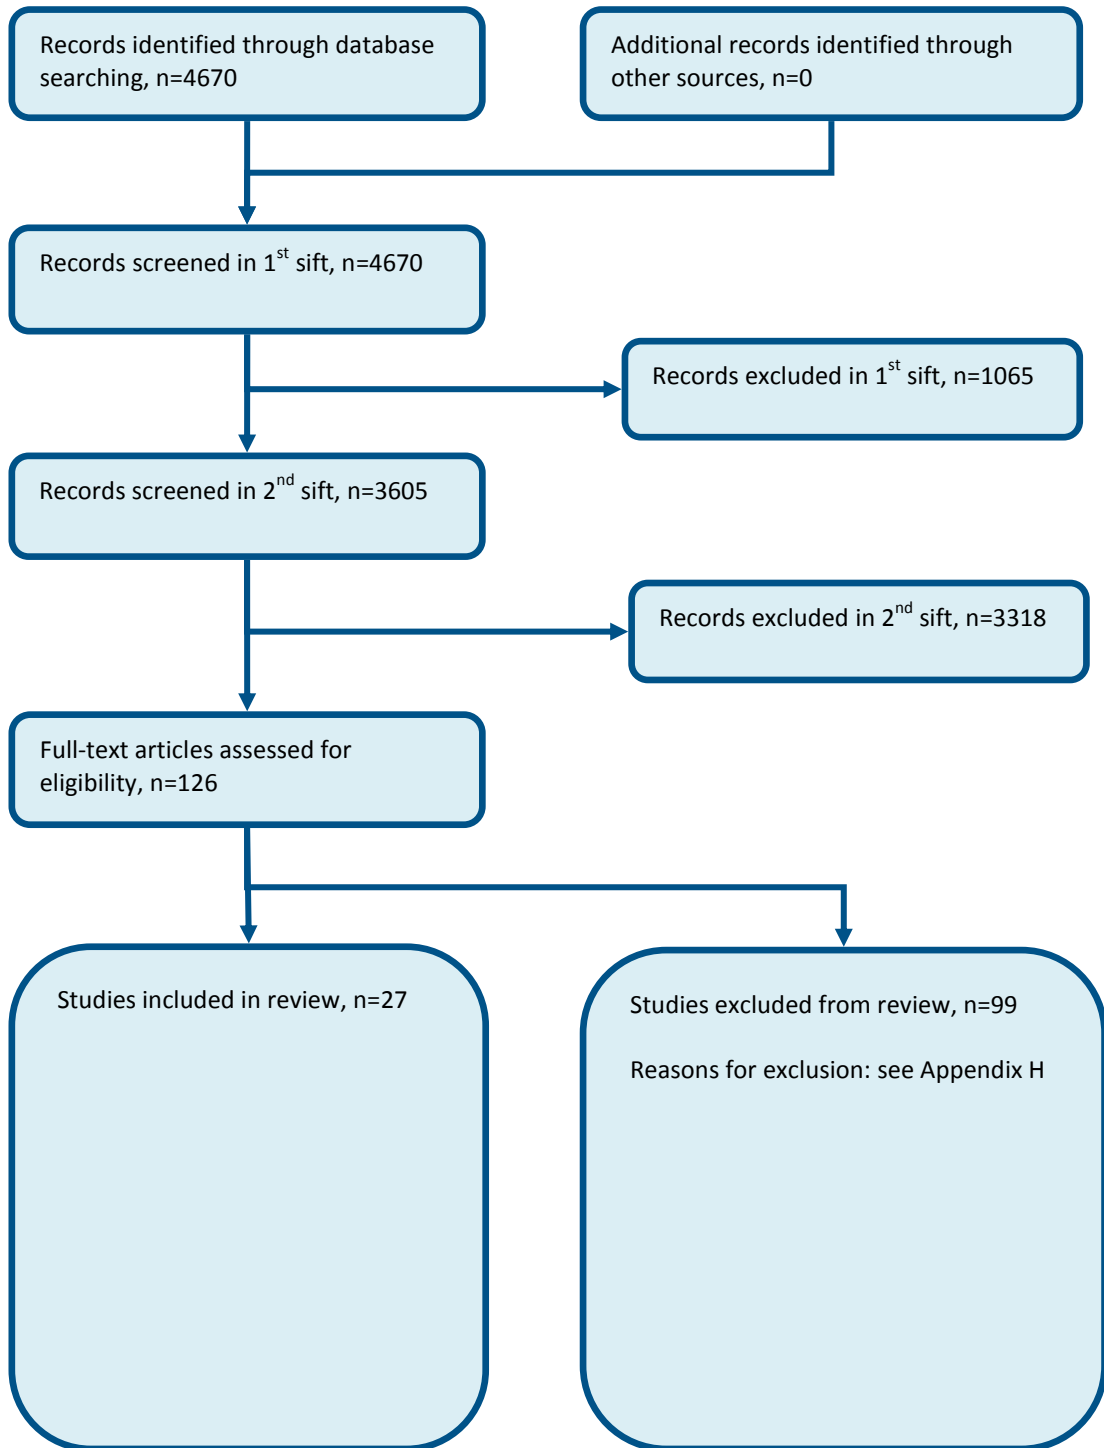 Records identified through database
searching, n=4670
Additional records identified through
other sources, n=0
Records screened in 1st sift, n=4670
Records excluded in 1st sift, n=1065
Records screened in 2nd sift, n=3605
Records excluded in 2nd sift, n=3318
Full-text articles assessed for
eligibility, n=126
Studies included in review, n=27
Studies excluded from review, n=99
Reasons for exclusion: see Appendix H